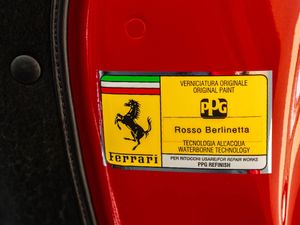 VERNICIATURA ORIGINALE
ORIGINAL PAINT
PPG
Rosso Berlinetta
TECNOLOGIA ALL'ACQUA
WATERBORNE TECHNOLOGY
PER RITOCCHI USARE/FOR REPAIR WORKS
PPG REFINISH
Ferrari